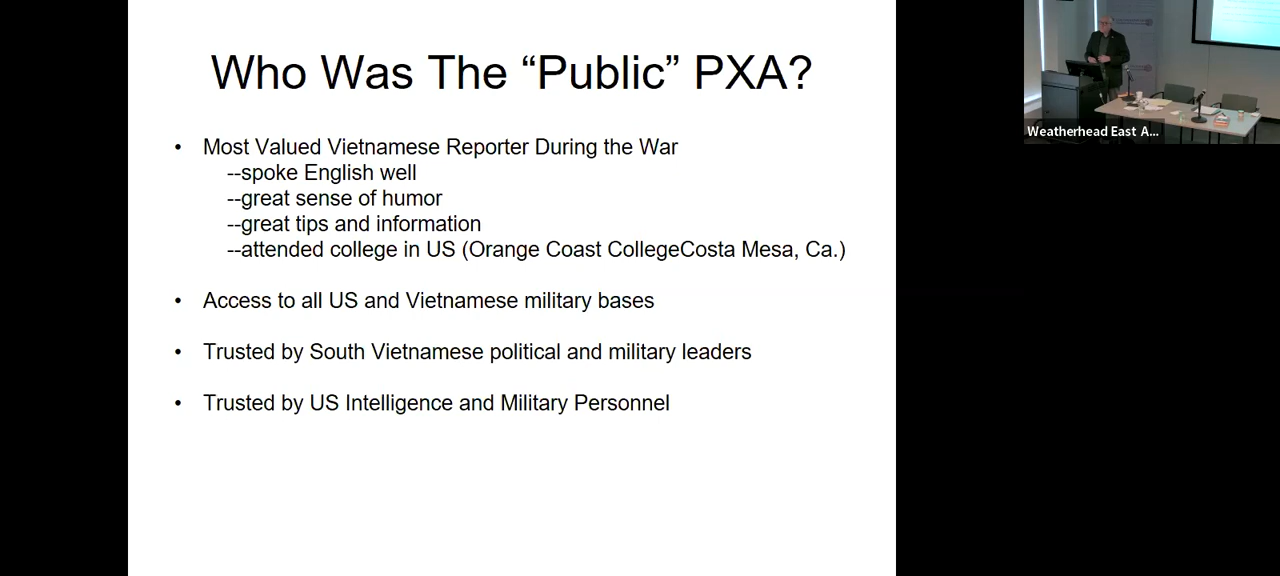 Who Was The “Public” PXA?
• Most Valued Vietnamese Reporter During the War
--spoke English well
--great sense of humor
--great tips and information
--attended college in US (Orange Coast CollegeCosta Mesa, Ca.)
• Access to all US and Vietnamese military bases
• Trusted by South Vietnamese political and military leaders
• Trusted by US Intelligence and Military Personnel
Weatherhead East A...